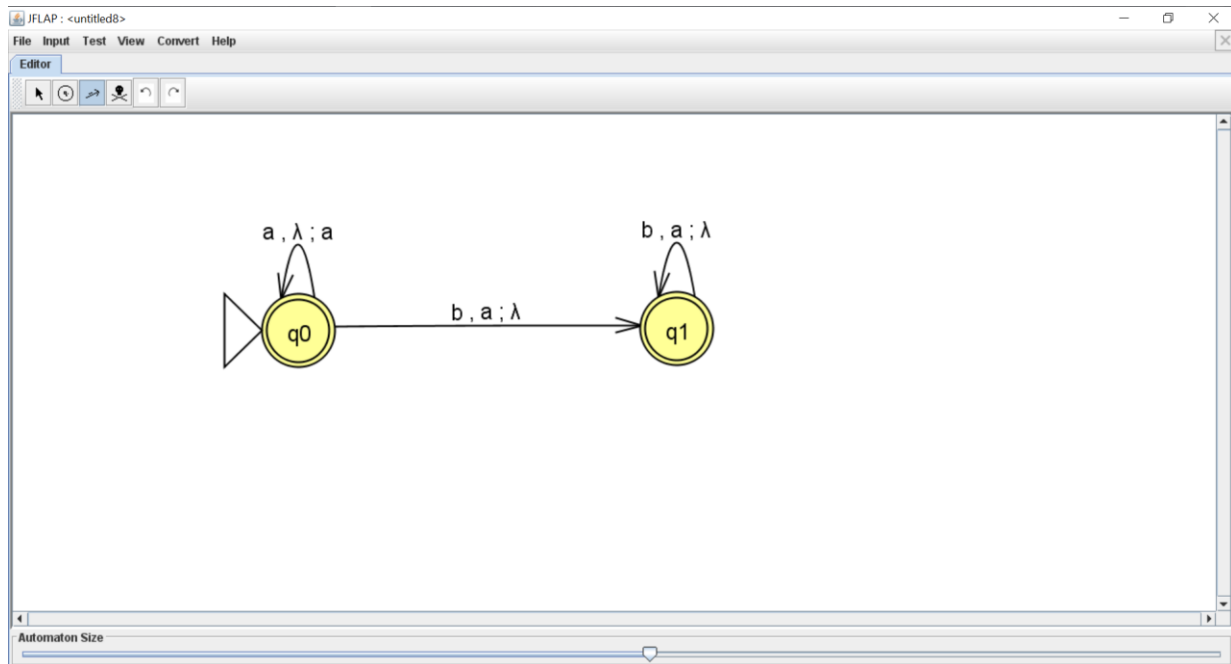 JFLAP : <untitled8>
File Input Test View Convert Help
Editor
a , λ ; a
b , a ; λ
b , a ; λ
q0
q1
Automaton Size